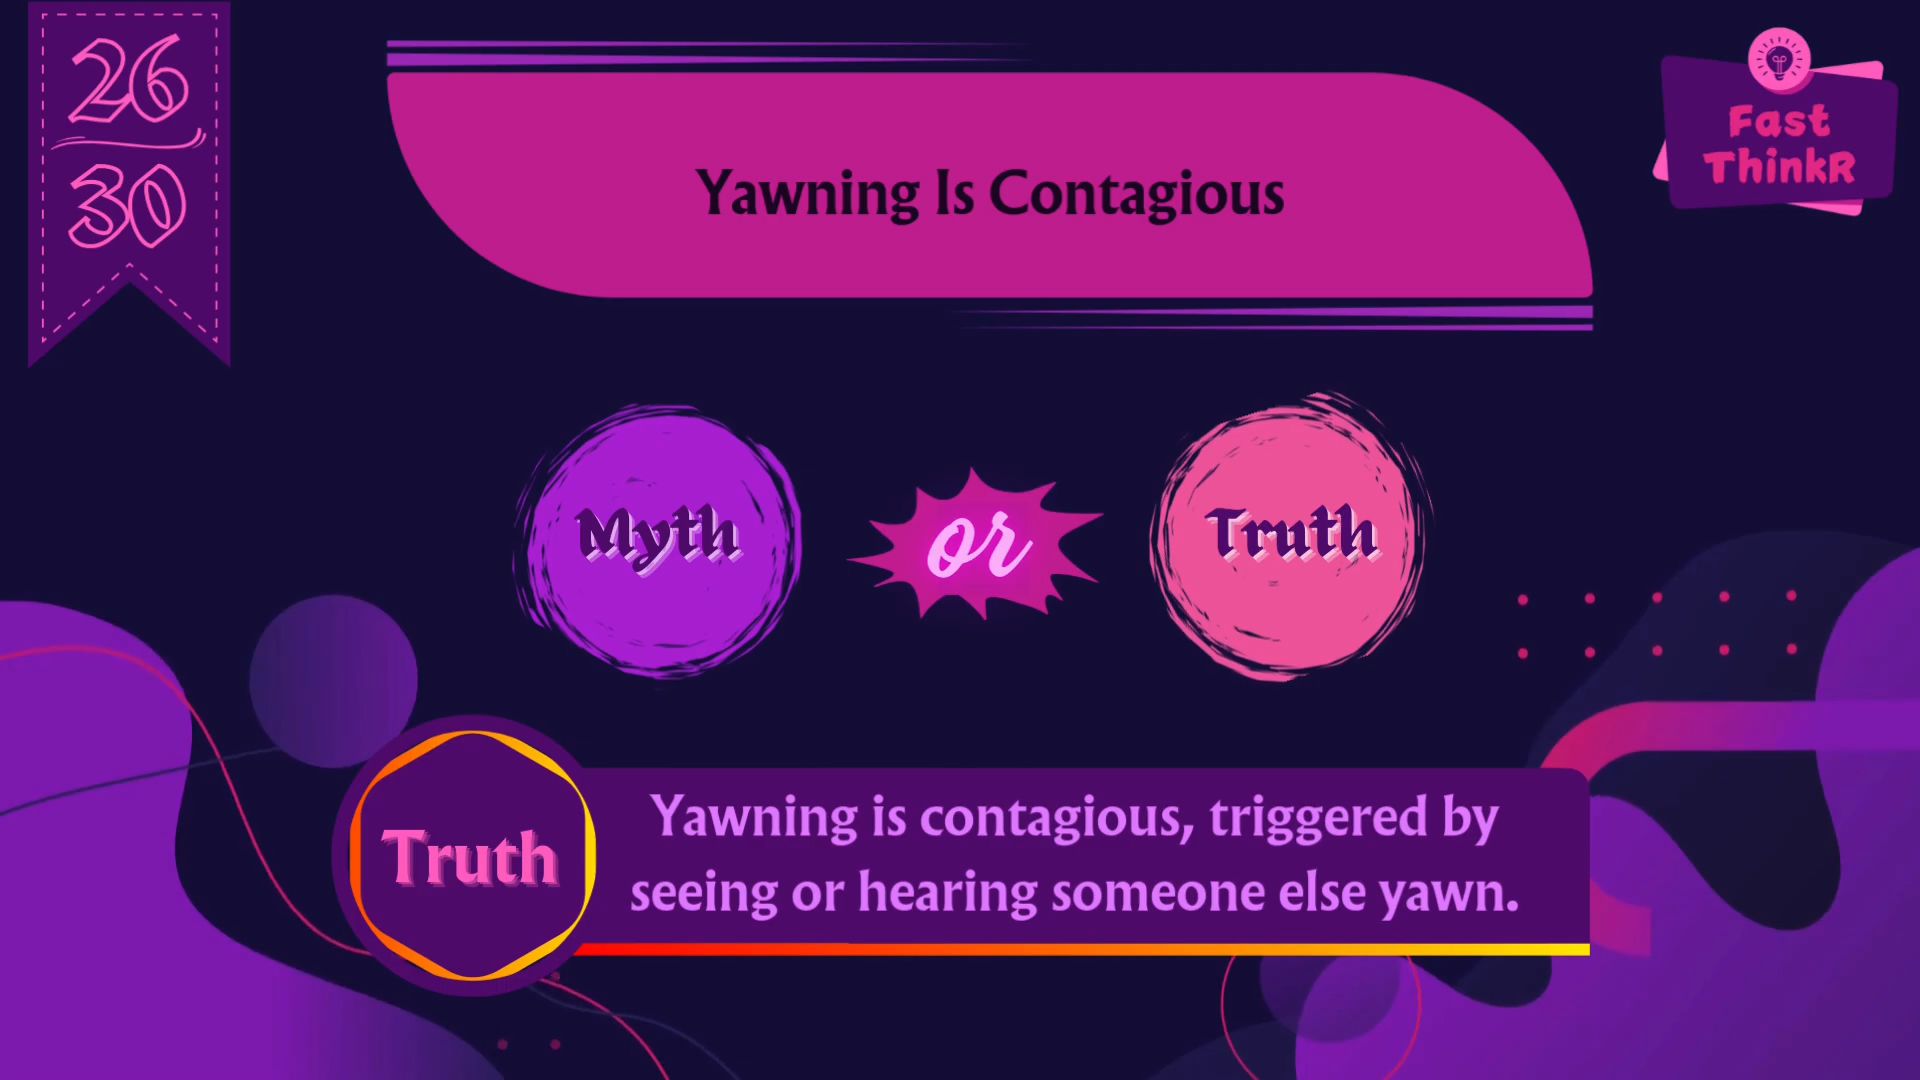 26
30
Yawning Is Contagious
Fast
ThinkR
Myth
or
Truth
Truth
Yawning is contagious, triggered by
seeing or hearing someone else yawn.